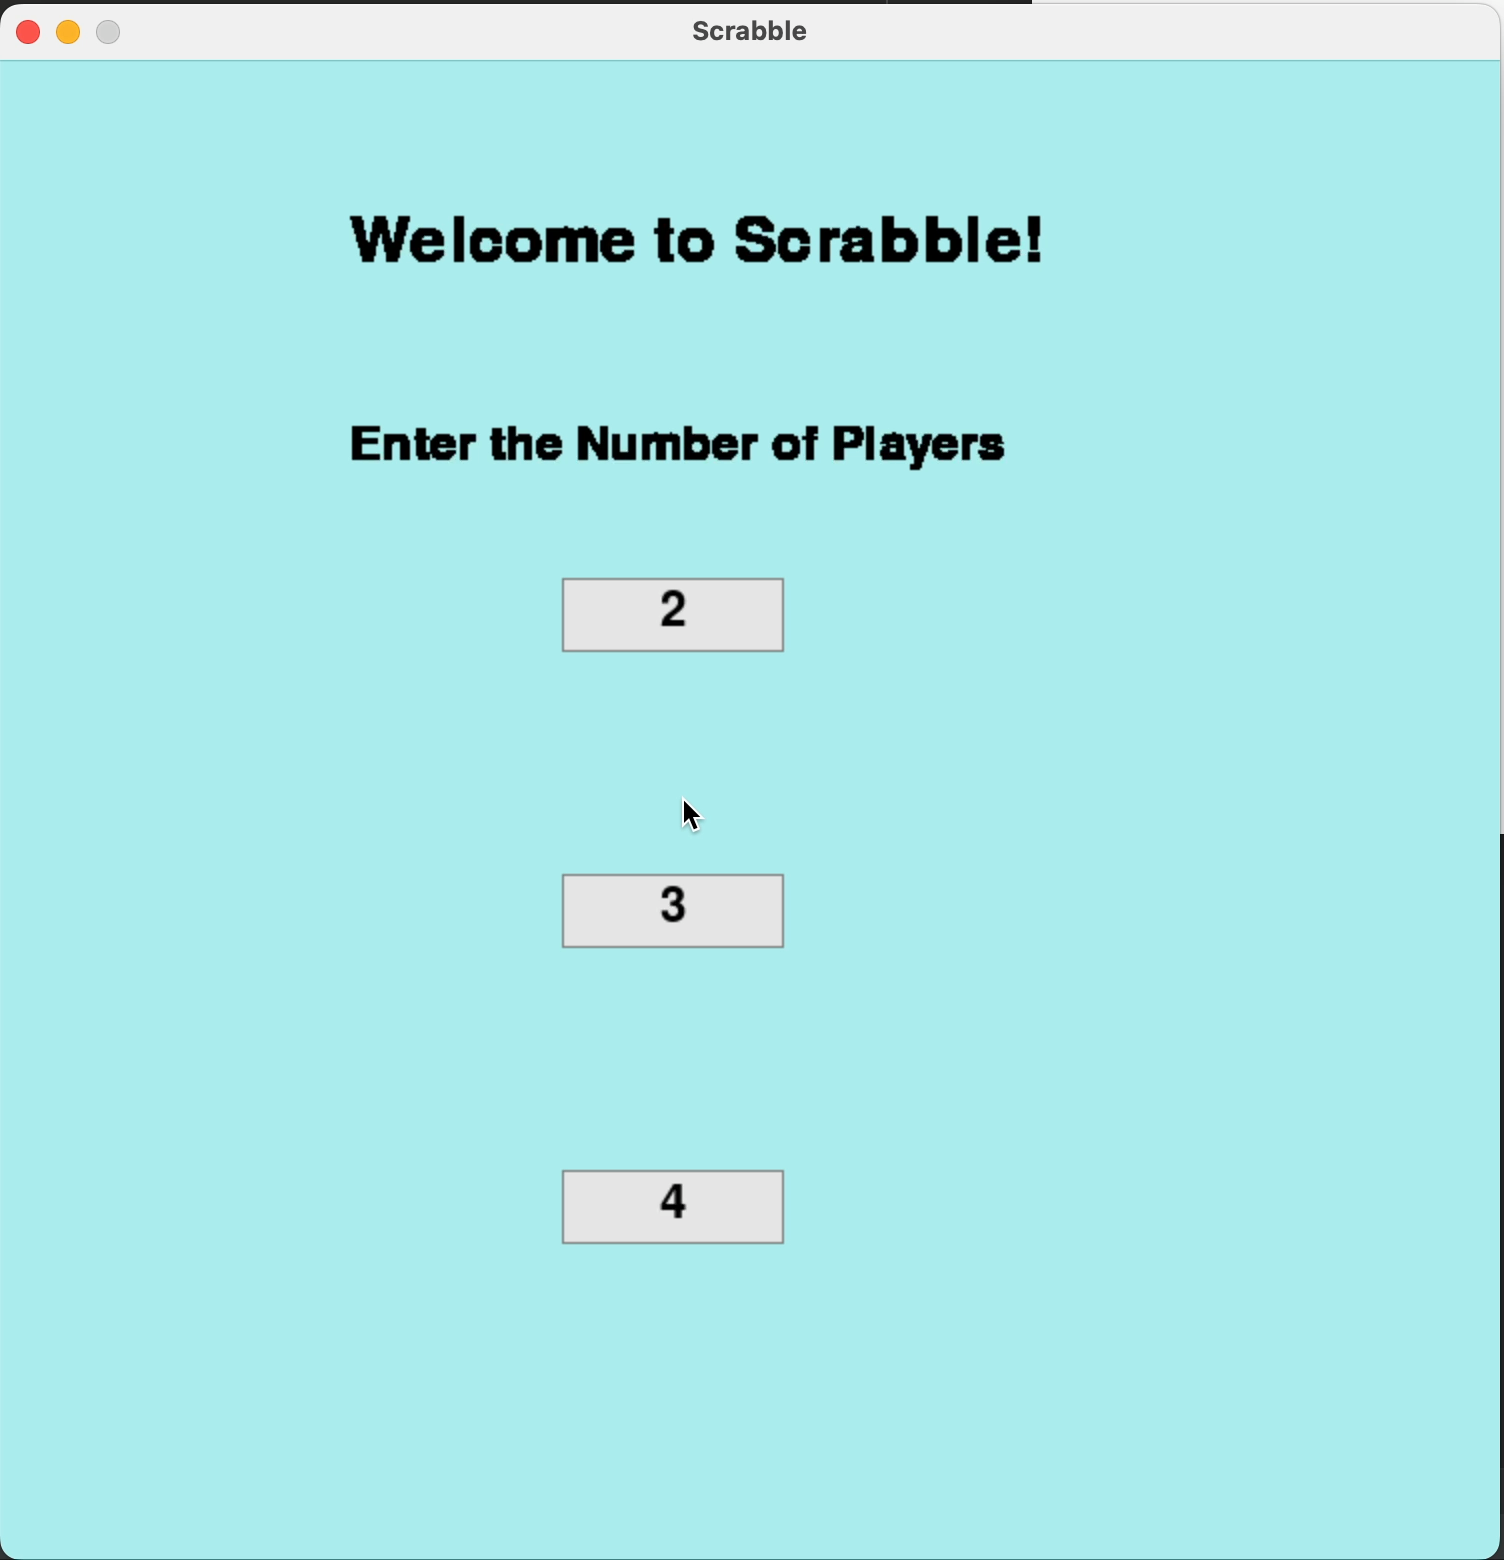 Scrabble
Welcome to Scrabble!
Enter the Number of Players
2
3
4